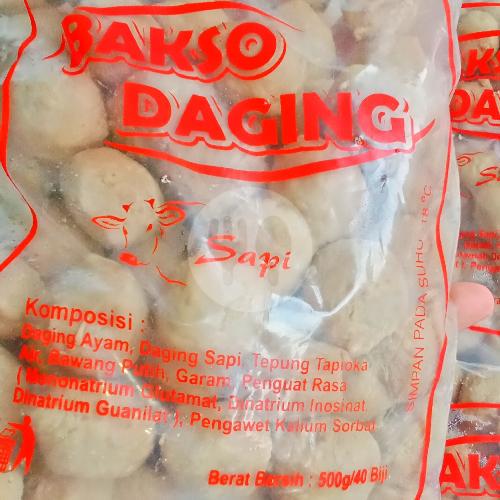 BAKSO
DAGING
Sapi
SIMPAN PADA SUHU -18 °C
Komposisi :
Daging Ayam, Daging Sapi, Tepung Tapioka
Air, Bawang Putih, Garam, Penguat Rasa
( Mononatrium Glutamat, Dinatrium Inosinat
Dinatrium Guanilat ), Pengawet Kalium Sorbat
Berat Bersih : 500g/40 Biji